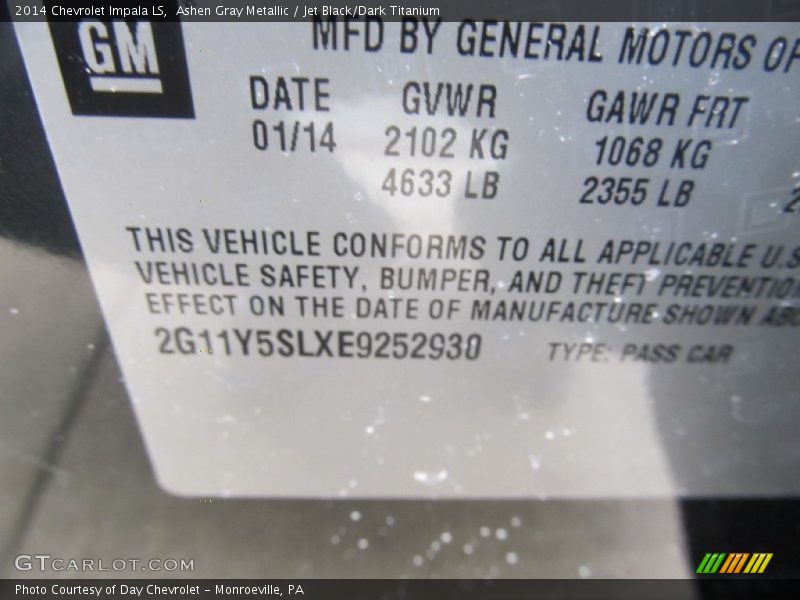 2014 Chevrolet Impala LS, Ashen Gray Metallic / Jet Black/Dark Titanium
GM
MFD BY GENERAL MOTORS OF
DATE GVWR GAWR FRT
01/14 2102 KG 1068 KG
4633 LB 2355 LB 2
THIS VEHICLE CONFORMS TO ALL APPLICABLE U.S
VEHICLE SAFETY, BUMPER, AND THEFT PREVENTION
EFFECT ON THE DATE OF MANUFACTURE SHOWN ABO
2G11Y5SLXE9252930 TYPE: PASS CAR
GTCARLOT.COM
Photo Courtesy of Day Chevrolet - Monroeville, PA